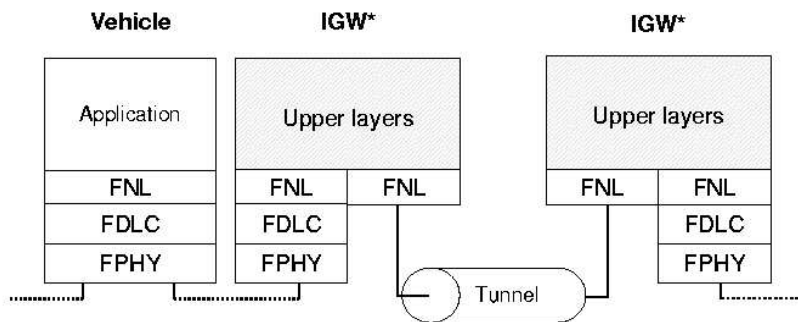 Vehicle IGW* IGW*
Application Upper layers Upper layers
FNL FNL FNL FNL FNL
FDLC FDLC FDLC
FPHY FPHY FPHY
Tunnel